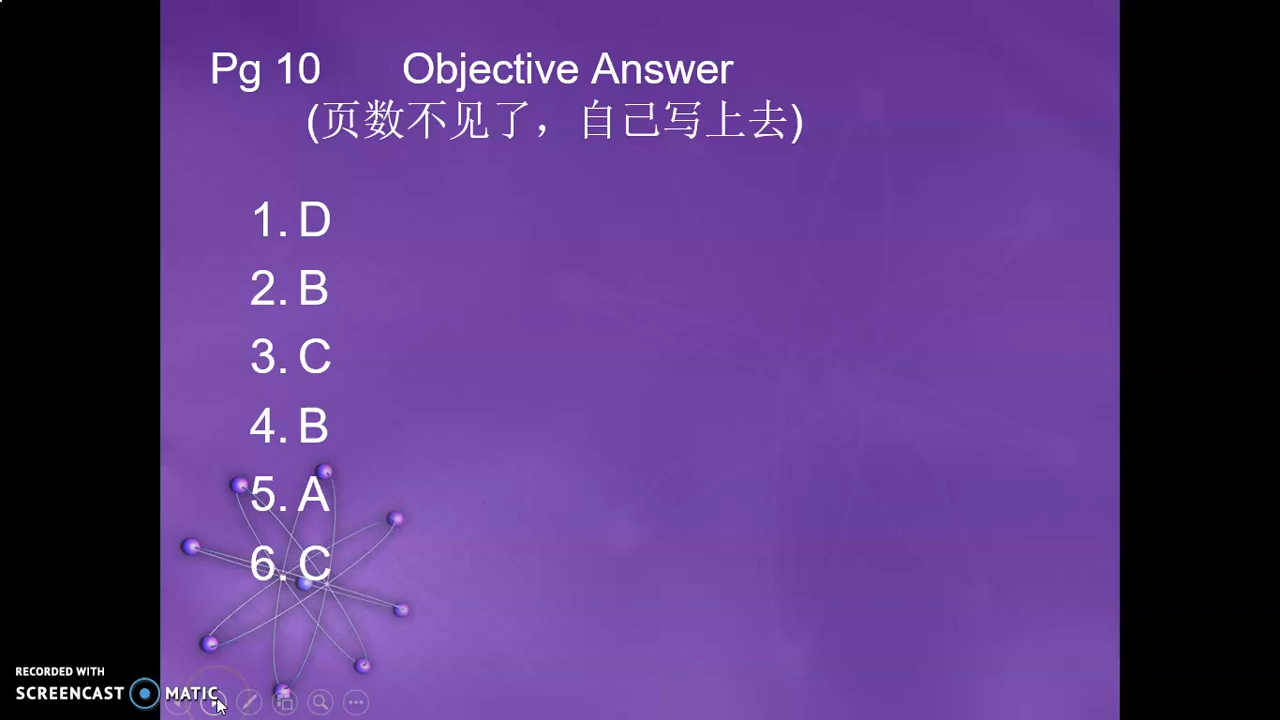 Pg 10 Objective Answer
(页数不见了，自己写上去)
1. D
2. B
3. C
4. B
5. A
6. C
RECORDED WITH
SCREENCAST MATIC